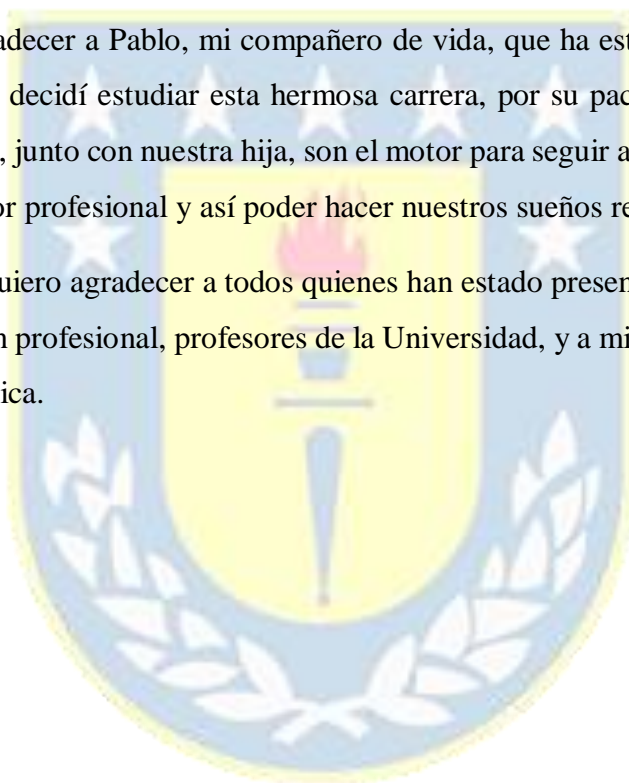 adecer a Pablo, mi compañero de vida, que ha est
decidí estudiar esta hermosa carrera, por su pac
, junto con nuestra hija, son el motor para seguir a
or profesional y así poder hacer nuestros sueños re
uiero agradecer a todos quienes han estado presen
n profesional, profesores de la Universidad, y a mi
ica.